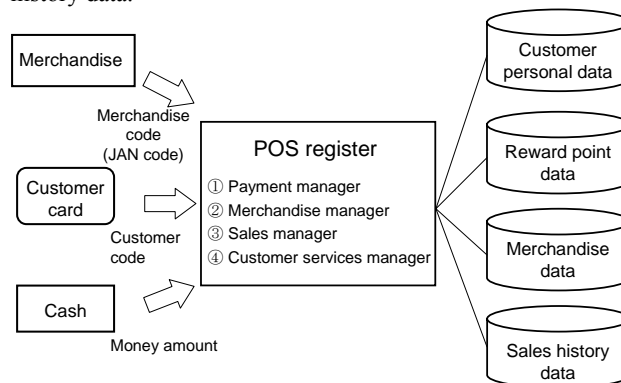 history data.
Merchandise
Merchandise
code
(JAN code)
Customer
card
Customer
code
Cash
Money amount
POS register
① Payment manager
② Merchandise manager
③ Sales manager
④ Customer services manager
Customer
personal data
Reward point
data
Merchandise
data
Sales history
data